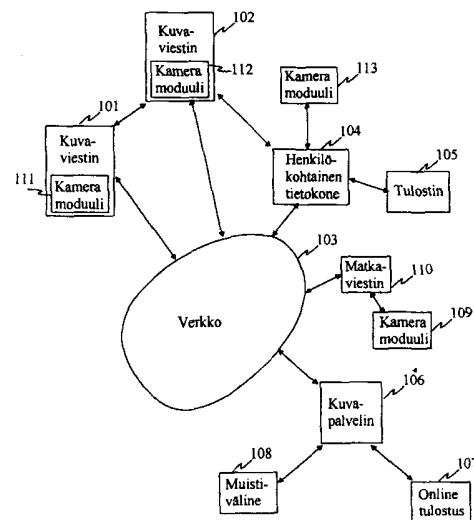 102
Kuva-
viestin
Kamera
moduuli
112
101
Kuva-
viestin
111
Kamera
moduuli
Kamera
moduuli
113
104
Henkilö-
kohtainen
tietokone
105
Tulostin
103
Verkko
Matka-
viestin
110
Kamera
moduuli
109
106
Kuva-
palvelin
108
Muisti-
väline
107
Online
tulostus